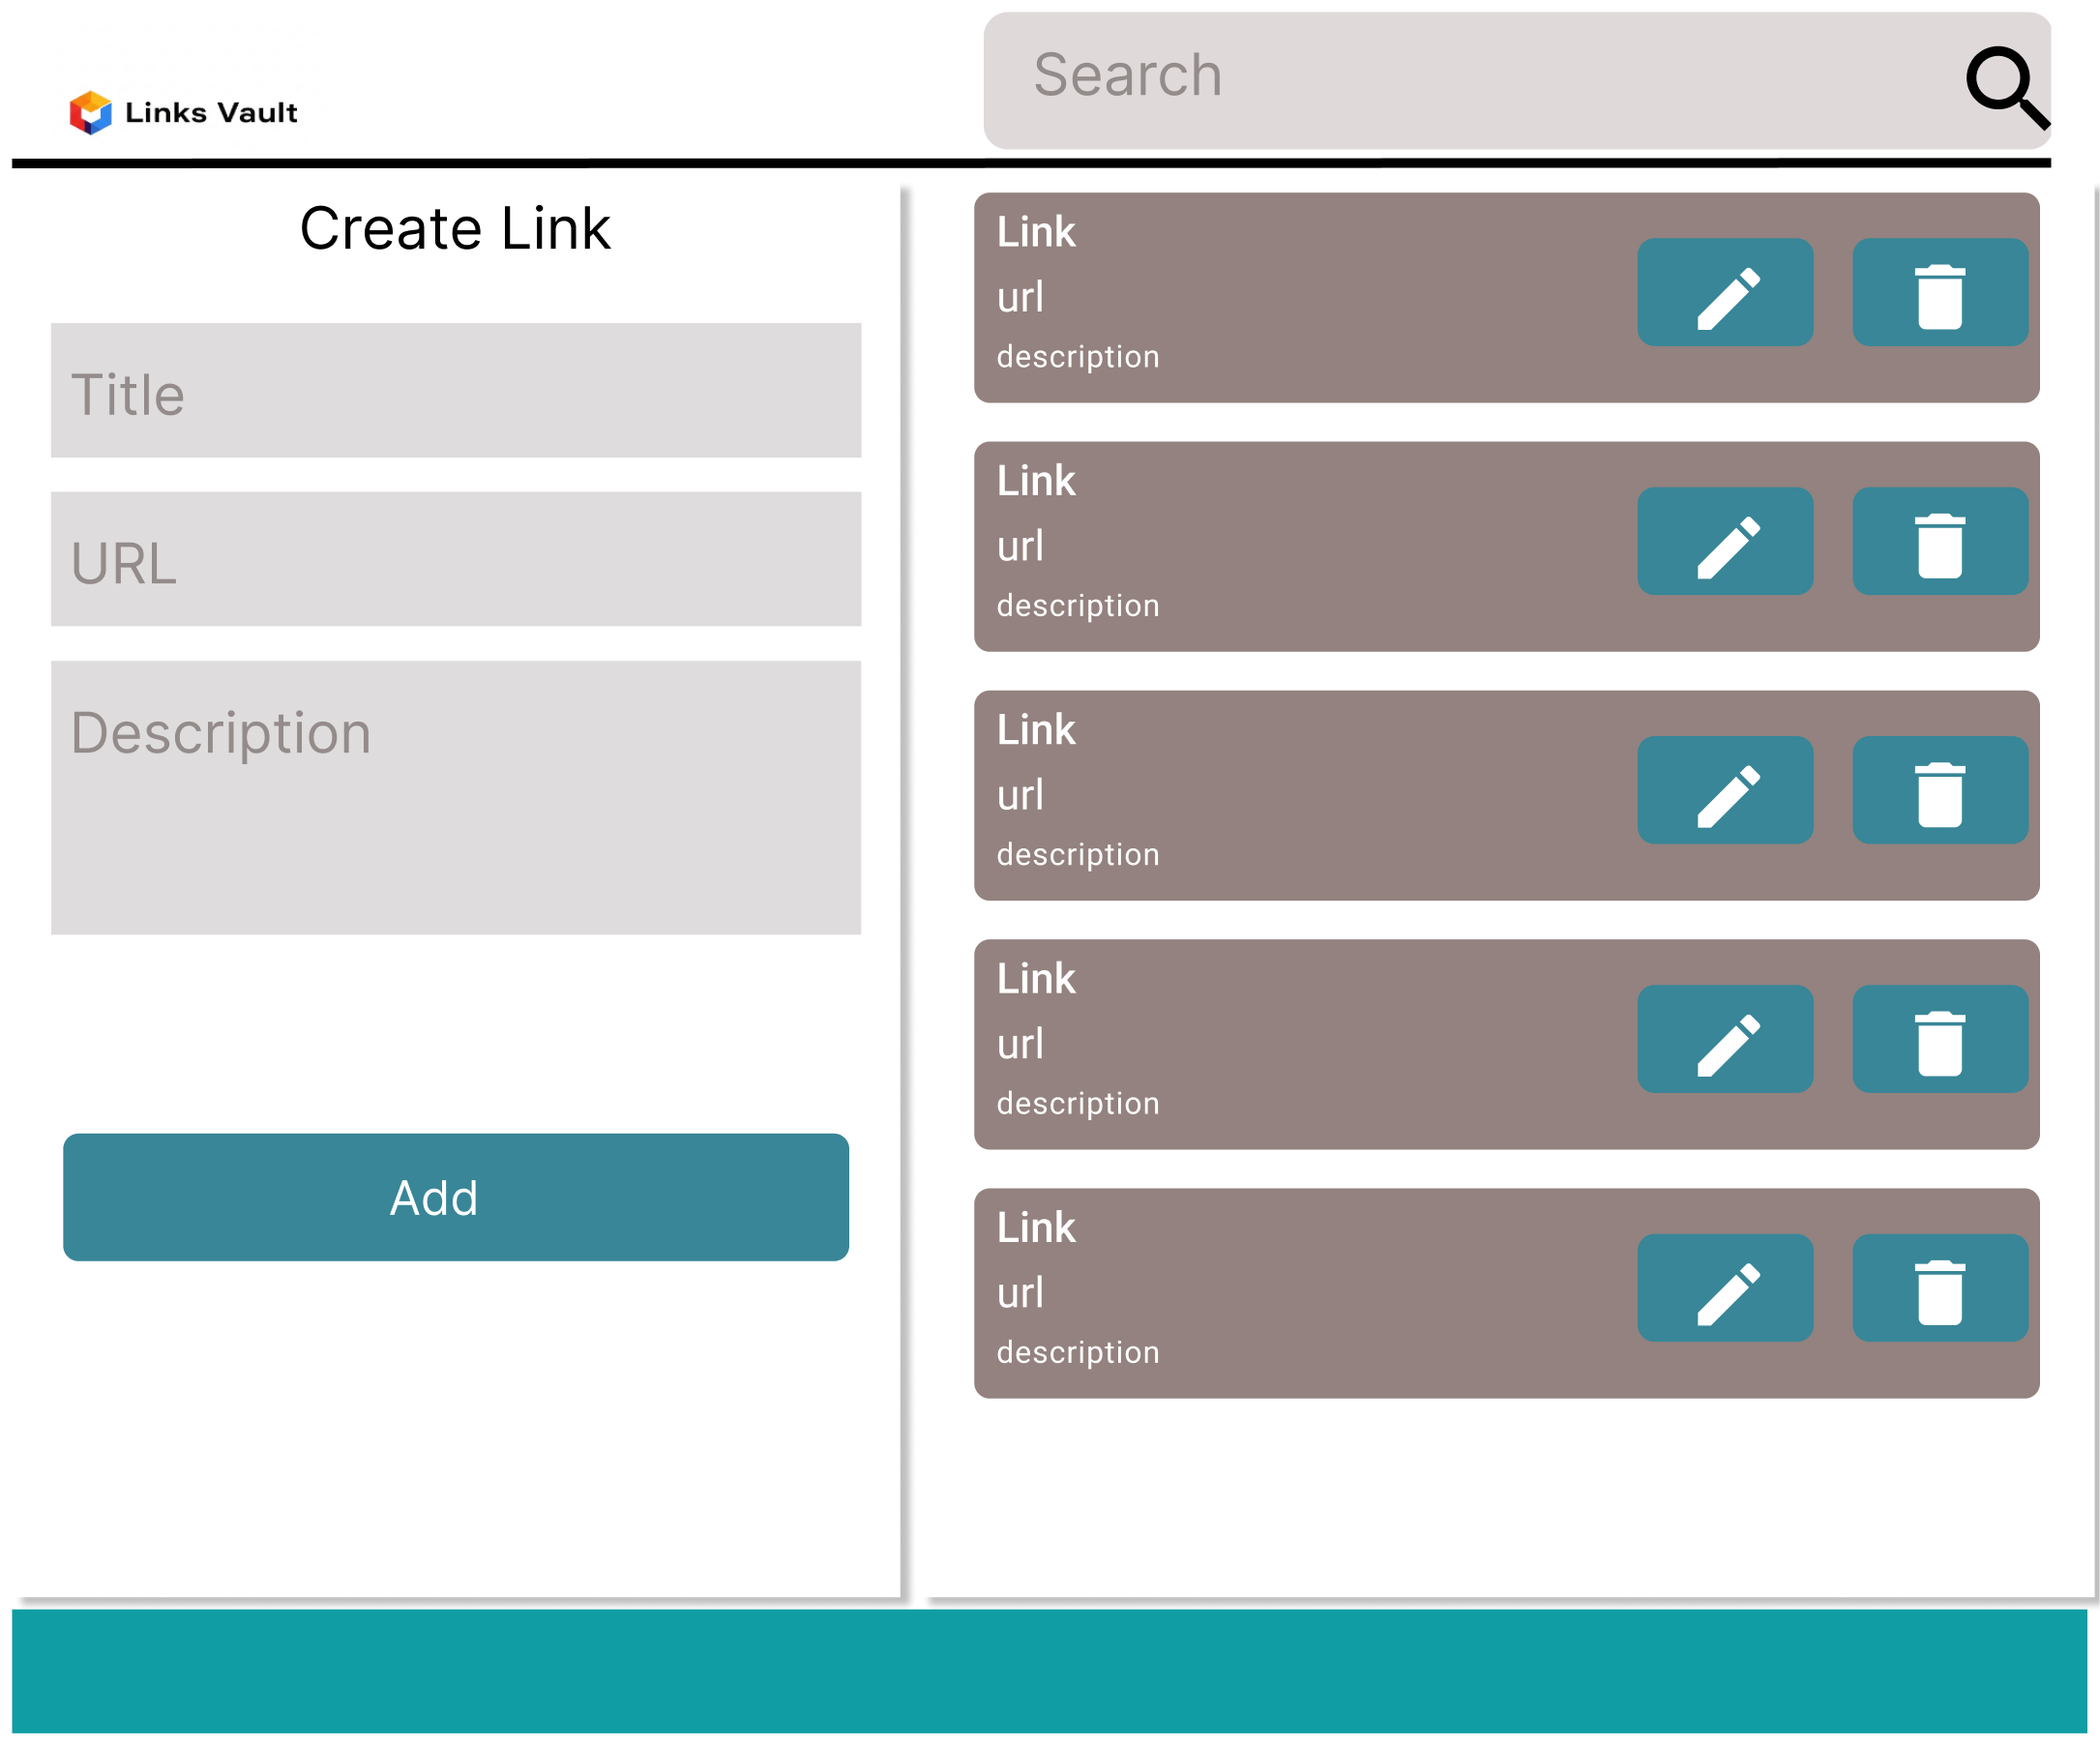 Links Vault
Search
Create Link
Title
URL
Description
Add
Link
url
description
Link
url
description
Link
url
description
Link
url
description
Link
url
description